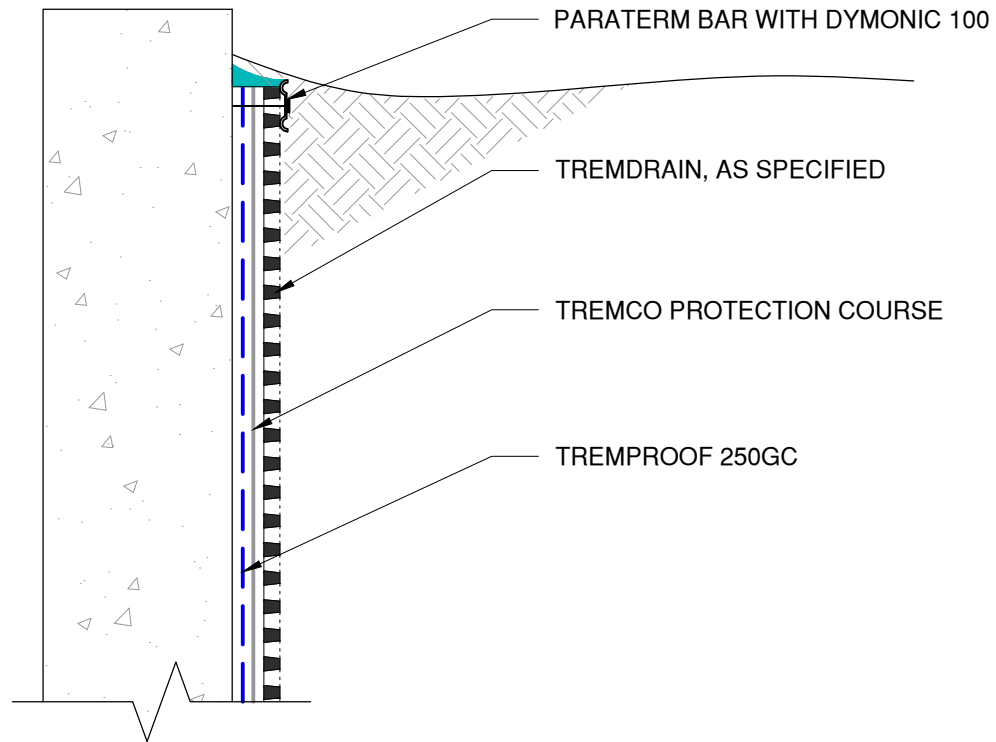 PARATERM BAR WITH DYMONIC 100
TREMDRAIN, AS SPECIFIED
TREMCO PROTECTION COURSE
TREMPROOF 250GC